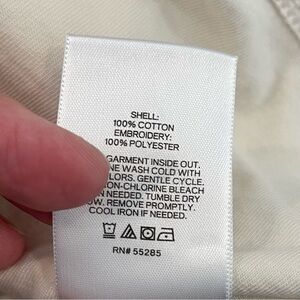 SHELL:
100% COTTON
EMBROIDERY:
100% POLYESTER
GARMENT INSIDE OUT.
WASH COLD WITH
GENTLE CYCLE.
BLEACH
NEEDED. TUMBLE DRY
REMOVE PROMPTLY.
COOL IRON IF NEEDED.
RN# 55285